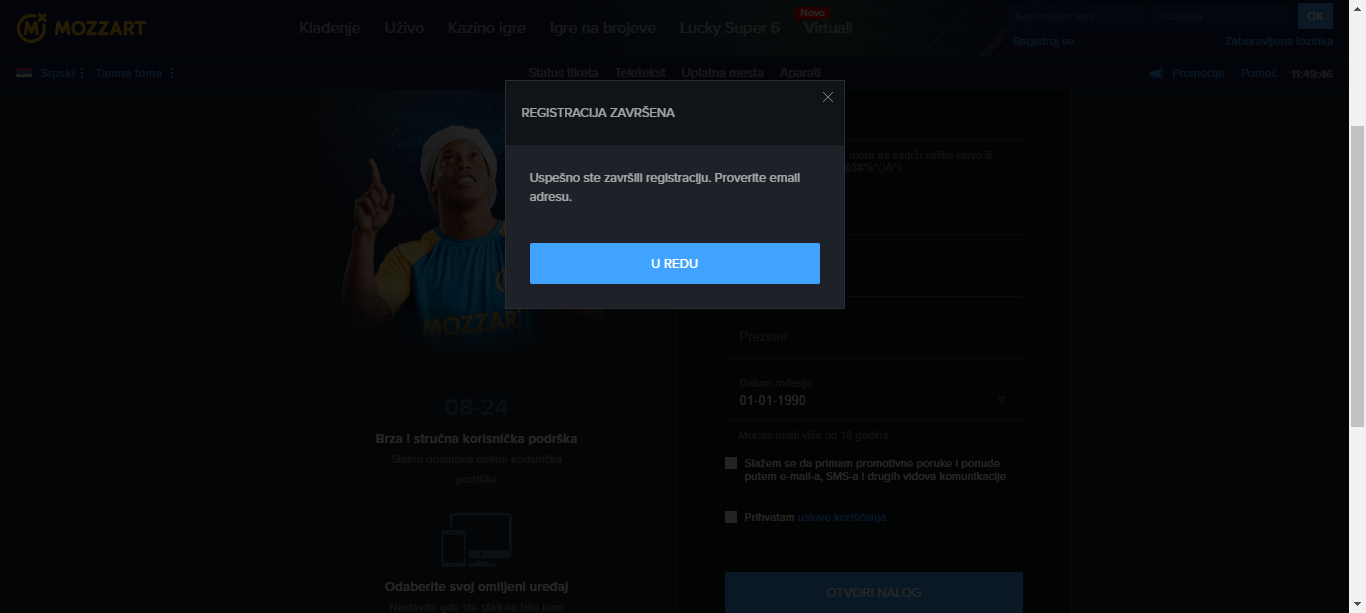 MOZZART
Klađenje Uživo Kazino igre Igre na brojeve Lucky Super 6 Novo Virtuali
Korisničko ime Lozinka OK
Registruj se Zaboravljena lozinka
Srpski Tamna tema
Status tiketa Teletekst Uplatna mesta Aparati
Promocije Pomoć 11:49:46
REGISTRACIJA ZAVRŠENA
Uspešno ste završili registraciju. Proverite email
adresu.
U REDU
MOZZART
08-24
Brza i stručna korisnička podrška
Stalno dostupna online korisnička
podrška
Odaberite svoj omiljeni uređaj
Nastavite gde ste stali na bilo kom
mora da sadrži veliko slovo ili
Prezime
Datum rođenja
01-01-1990
Morate imati više od 18 godina.
Slažem se da primam promotivne poruke i ponude
putem e-mail-a, SMS-a i drugih vidova komunikacije
Prihvatam uslove korišćenja
OTVORI NALOG